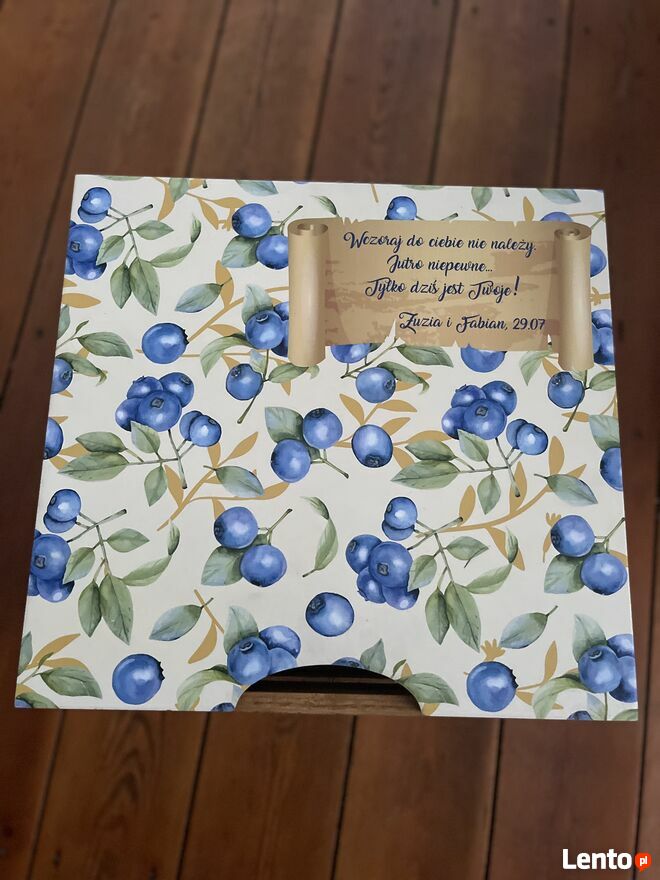 Wczoraj do ciebie nie należy.
Jutro niepewne...
Tylko dziś jest Twoje!
Zuzia i Fabian, 29.07
Lento.pl